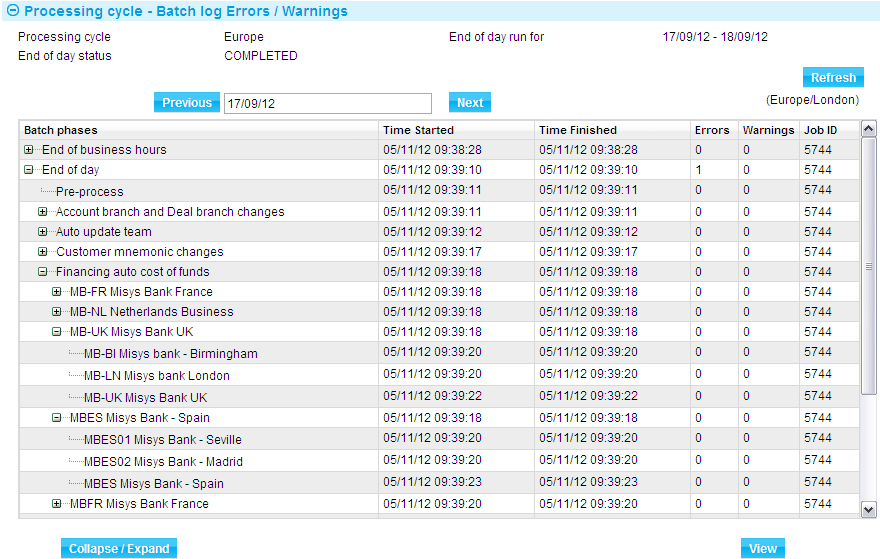 Processing cycle - Batch log Errors / Warnings
Processing cycle Europe End of day run for 17/09/12 - 18/09/12
End of day status COMPLETED
Refresh
Previous 17/09/12 Next (Europe/London)
Batch phases Time Started Time Finished Errors Warnings Job ID
End of business hours 05/11/12 09:38:28 05/11/12 09:38:28 0 0 5744
End of day 05/11/12 09:39:10 05/11/12 09:39:10 1 0 5744
Pre-process 05/11/12 09:39:11 05/11/12 09:39:11 0 0 5744
Account branch and Deal branch changes 05/11/12 09:39:11 05/11/12 09:39:11 0 0 5744
Auto update team 05/11/12 09:39:12 05/11/12 09:39:12 0 0 5744
Customer mnemonic changes 05/11/12 09:39:17 05/11/12 09:39:17 0 0 5744
Financing auto cost of funds 05/11/12 09:39:18 05/11/12 09:39:18 0 0 5744
MB-FR Misys Bank France 05/11/12 09:39:18 05/11/12 09:39:18 0 0 5744
MB-NL Netherlands Business 05/11/12 09:39:18 05/11/12 09:39:18 0 0 5744
MB-UK Misys Bank UK 05/11/12 09:39:18 05/11/12 09:39:18 0 0 5744
MB-BI Misys bank - Birmingham 05/11/12 09:39:20 05/11/12 09:39:20 0 0 5744
MB-LN Misys bank London 05/11/12 09:39:20 05/11/12 09:39:20 0 0 5744
MB-UK Misys Bank UK 05/11/12 09:39:22 05/11/12 09:39:22 0 0 5744
MBES Misys Bank - Spain 05/11/12 09:39:18 05/11/12 09:39:18 0 0 5744
MBES01 Misys Bank - Seville 05/11/12 09:39:20 05/11/12 09:39:20 0 0 5744
MBES02 Misys Bank - Madrid 05/11/12 09:39:20 05/11/12 09:39:20 0 0 5744
MBES Misys Bank - Spain 05/11/12 09:39:23 05/11/12 09:39:23 0 0 5744
MBFR Misys Bank France 05/11/12 09:39:20 05/11/12 09:39:20 0 0 5744
Collapse / Expand View